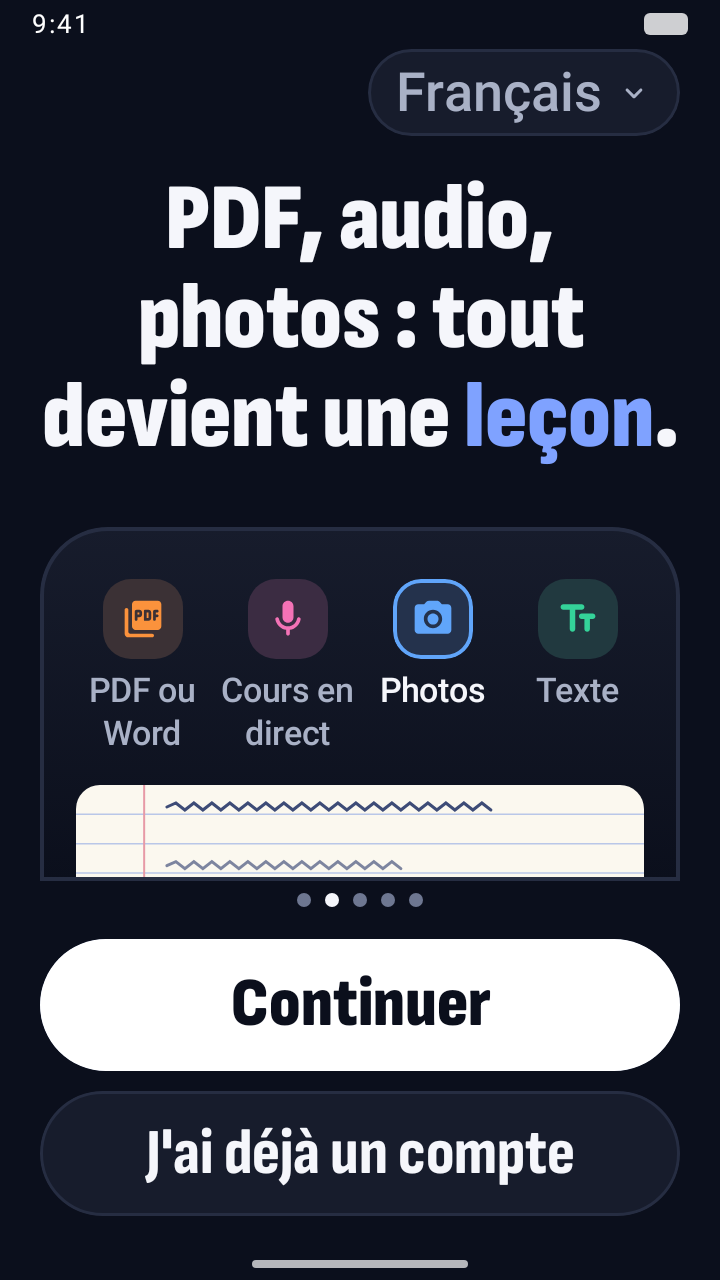 9:41
Français
PDF, audio,
photos : tout
devient une leçon.
PDF
PDF ou
Word
Cours en
direct
Photos
Texte
Continuer
J'ai déjà un compte